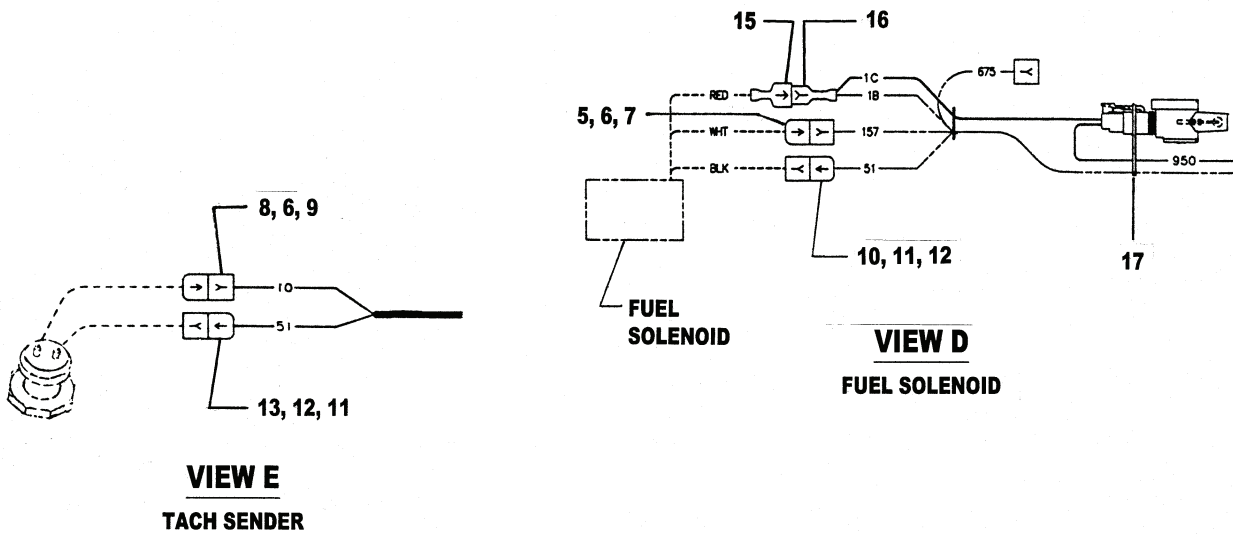 15
16
1C
675
RED
1B
5, 6, 7
WHT
157
BLK
51
950
8, 6, 9
10, 11, 12
17
10
FUEL
SOLENOID
51
VIEW D
FUEL SOLENOID
13, 12, 11
VIEW E
TACH SENDER